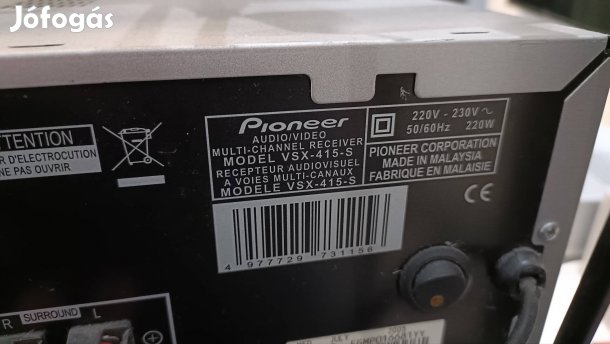 Jófogás
TTENTION
D'ELECTROCUTION
NE PAS OUVRIR
Pioneer
AUDIO/VIDEO
MULTI-CHANNEL RECEIVER
MODEL VSX-415-S
RECEPTEUR AUDIOVISUEL
A VOIES MULTI-CANAUX
MODELE VSX-415-S
220V - 230V ~
50/60Hz 220W
PIONEER CORPORATION
MADE IN MALAYSIA
FABRIQUE EN MALAISIE
CE
4 977729 731156
R SURROUND L
JULY